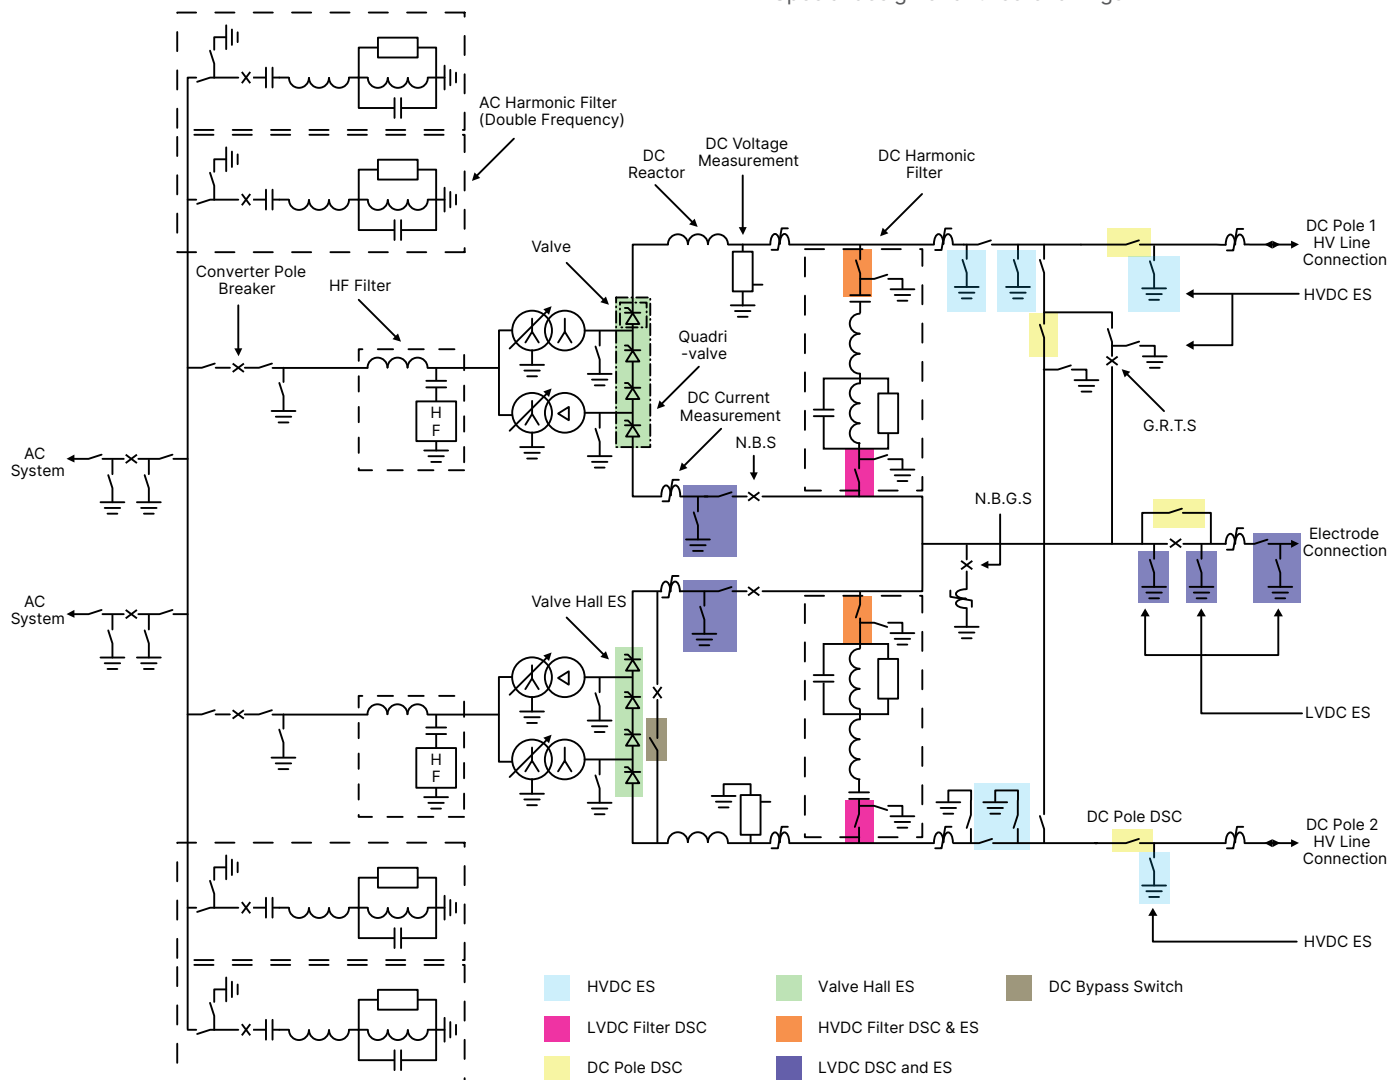 AC Harmonic Filter
(Double Frequency)
DC Voltage
Measurement
DC
Reactor
DC Harmonic
Filter
DC Pole 1
HV Line
Connection
Valve
Converter Pole
Breaker
HF Filter
HVDC ES
Quadri
-valve
DC Current
Measurement
H
F
G.R.T.S
N.B.S
AC
System
N.B.G.S
Electrode
Connection
AC
System
Valve Hall ES
LVDC ES
H
F
DC Pole DSC
DC Pole 2
HV Line
Connection
HVDC ES
HVDC ES
Valve Hall ES
DC Bypass Switch
LVDC Filter DSC
HVDC Filter DSC & ES
DC Pole DSC
LVDC DSC and ES